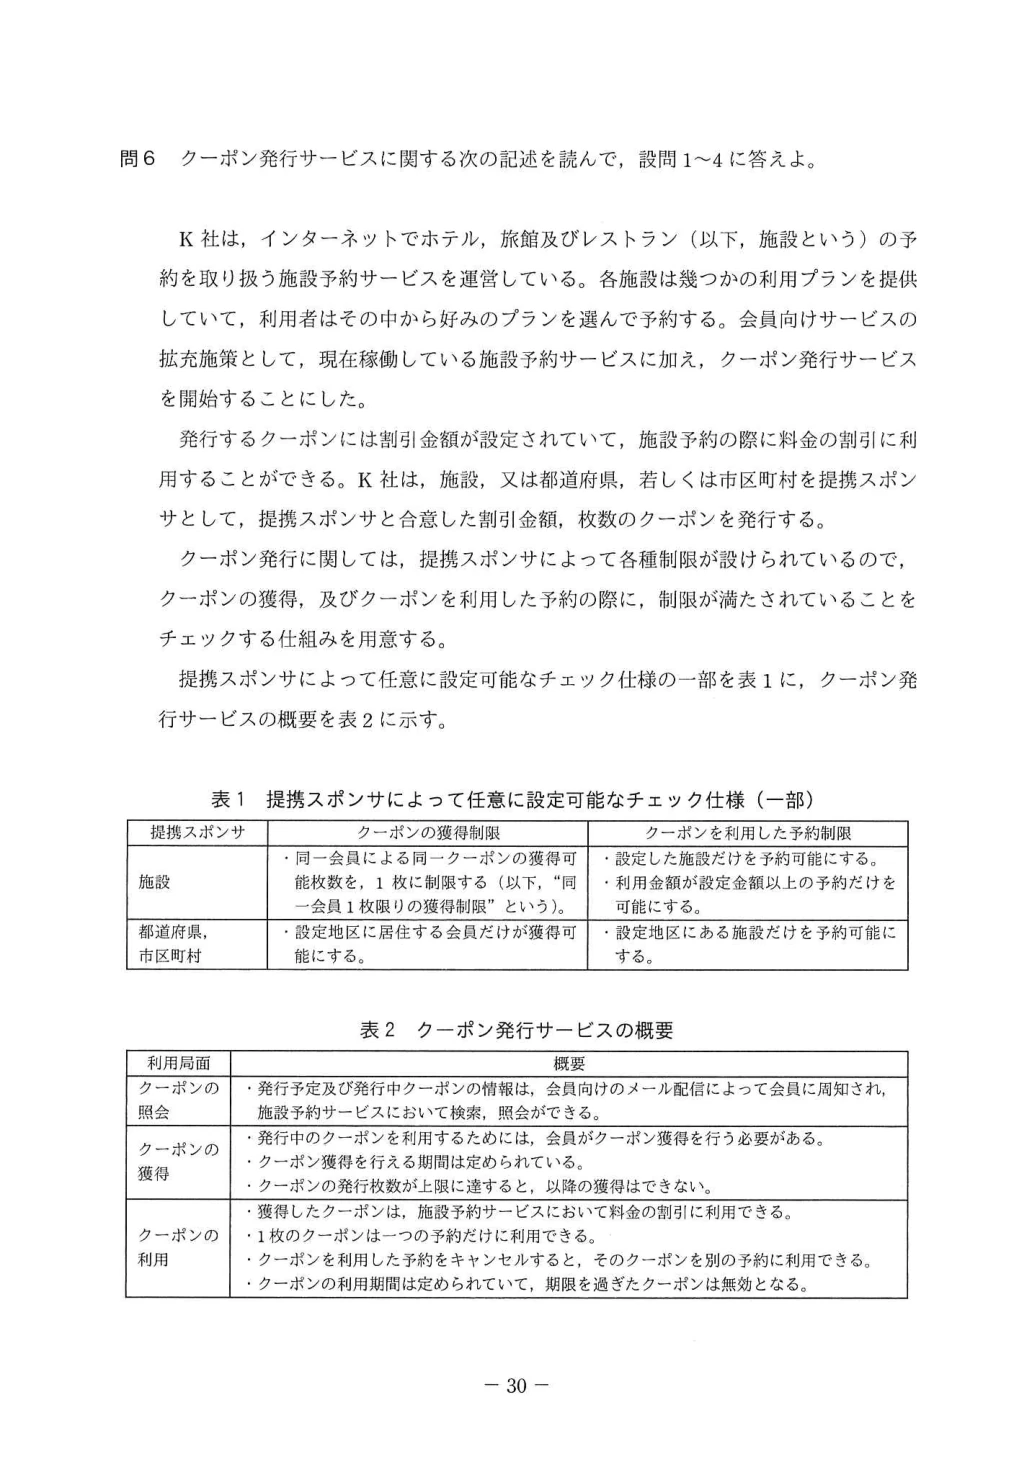 問6 クーポン発行サービスに関する次の記述を読んで，設問1～4に答えよ。
K社は，インターネットでホテル，旅館及びレストラン（以下，施設という）の予
約を取り扱う施設予約サービスを運営している。各施設は幾つかの利用プランを提供
していて，利用者はその中から好みのプランを選んで予約する。会員向けサービスの
拡充施策として，現在稼働している施設予約サービスに加え，クーポン発行サービス
を開始することにした。
発行するクーポンには割引金額が設定されていて，施設予約の際に料金の割引に利
用することができる。K社は，施設，又は都道府県，若しくは市区町村を提携スポン
サとして，提携スポンサと合意した割引金額，枚数のクーポンを発行する。
クーポン発行に関しては，提携スポンサによって各種制限が設けられているので，
クーポンの獲得，及びクーポンを利用した予約の際に，制限が満たされていることを
チェックする仕組みを用意する。
提携スポンサによって任意に設定可能なチェック仕様の一部を表1に，クーポン発
行サービスの概要を表2に示す。
表1 提携スポンサによって任意に設定可能なチェック仕様（一部）
提携スポンサ クーポンの獲得制限 クーポンを利用した予約制限
施設
・同一会員による同一クーポンの獲得可
能枚数を，1枚に制限する（以下，“同
一会員1枚限りの獲得制限”という）。
・設定した施設だけを予約可能にする。
・利用金額が設定金額以上の予約だけを
可能にする。
都道府県，
市区町村
・設定地区に居住する会員だけが獲得可
能にする。
・設定地区にある施設だけを予約可能に
する。
表2 クーポン発行サービスの概要
利用局面 概要
クーポンの
照会
・発行予定及び発行中クーポンの情報は，会員向けのメール配信によって会員に周知され，
施設予約サービスにおいて検索，照会ができる。
クーポンの
獲得
・発行中のクーポンを利用するためには，会員がクーポン獲得を行う必要がある。
・クーポン獲得を行える期間は定められている。
・クーポンの発行枚数が上限に達すると，以降の獲得はできない。
クーポンの
利用
・獲得したクーポンは，施設予約サービスにおいて料金の割引に利用できる。
・1枚のクーポンは一つの予約だけに利用できる。
・クーポンを利用した予約をキャンセルすると，そのクーポンを別の予約に利用できる。
・クーポンの利用期間は定められていて，期限を過ぎたクーポンは無効となる。
－ 30 －